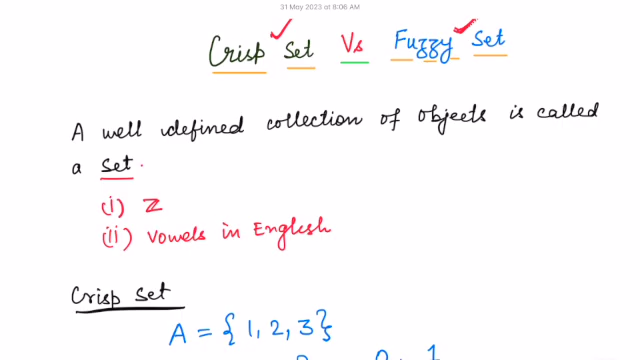 31 May 2023 at 8:06 AM
Crisp Set Vs Fuzzy Set
A well defined collection of objects is called
a set.
(i) Z
(ii) Vowels in English
Crisp Set
A = {1, 2, 3}